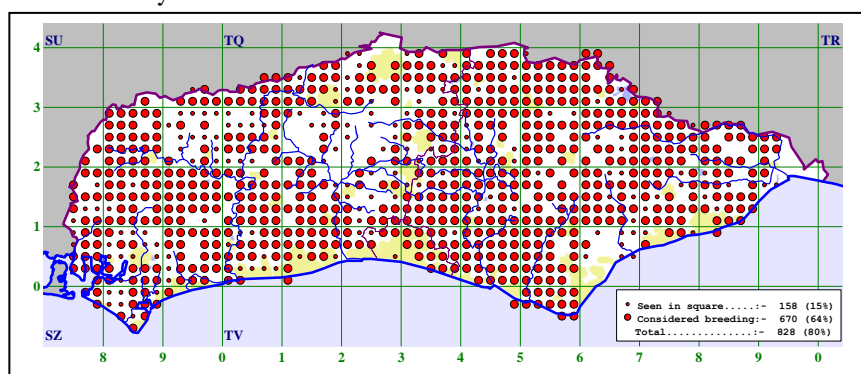 SU TQ TR
4
3
2
1
0
Seen in square.....:- 158 (15%)
Considered breeding:- 670 (64%)
Total..............:- 828 (80%)
SZ TV
8 9 0 1 2 3 4 5 6 7 8 9 0